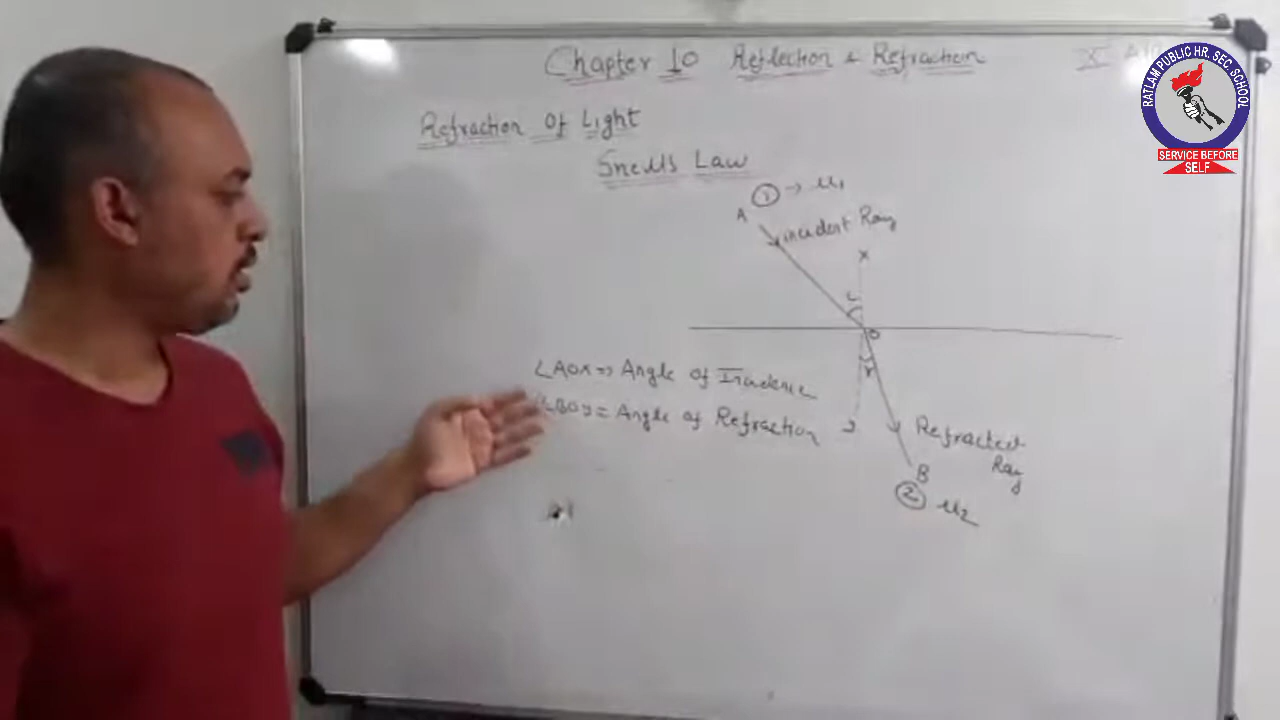 Chapter 10 Reflection & Refraction
X
RATLAM PUBLIC HR. SEC. SCHOOL
SERVICE BEFORE
SELF
Refraction Of Light
Snells Law
① → μ₁
A
incident Ray
X
i
O
r
∠AOX => Angle of Incidence
∠BOY = Angle of Refraction
Refracted
Ray
B
② μ₂